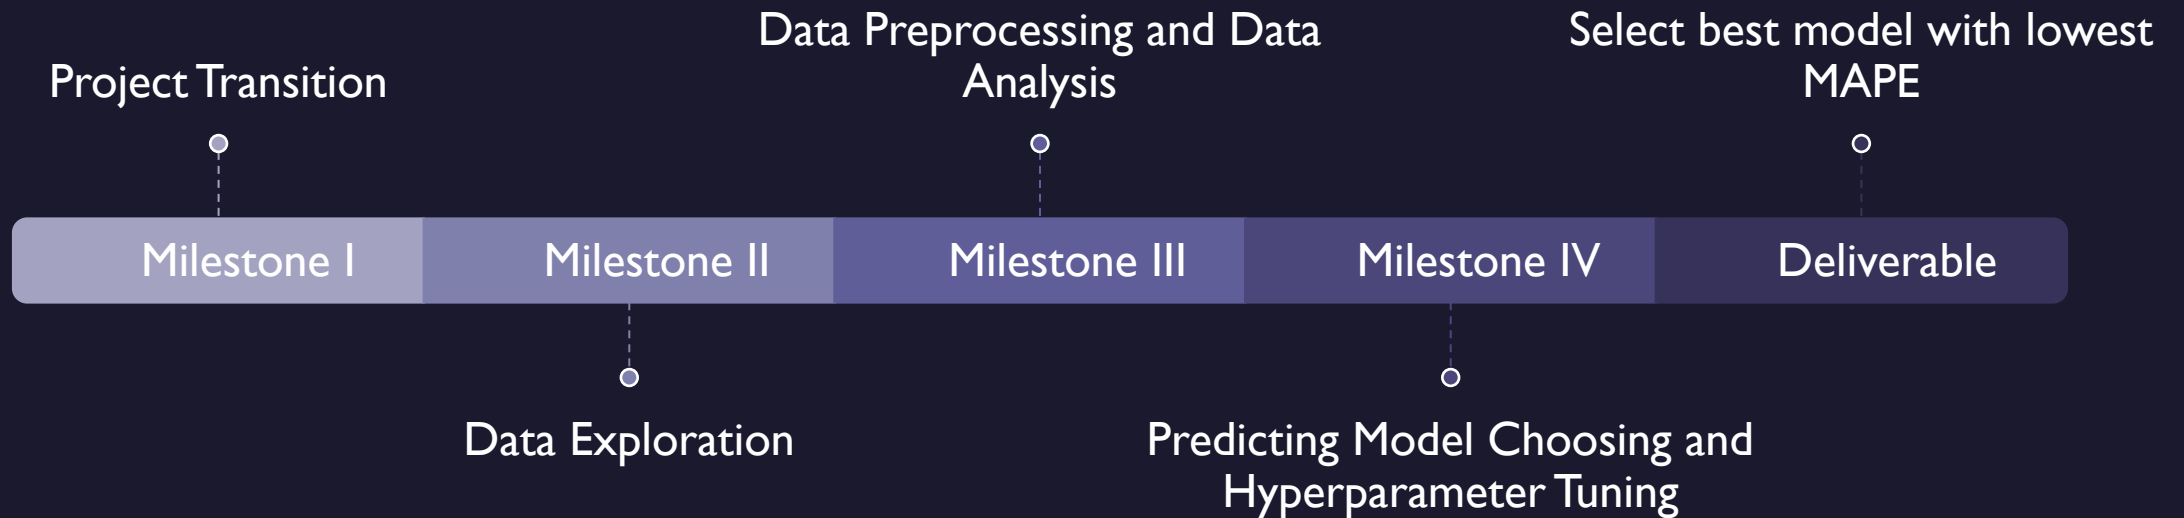 Project Transition
Data Preprocessing and Data
Analysis
Select best model with lowest
MAPE
Milestone I
Milestone II
Milestone III
Milestone IV
Deliverable
Data Exploration
Predicting Model Choosing and
Hyperparameter Tuning